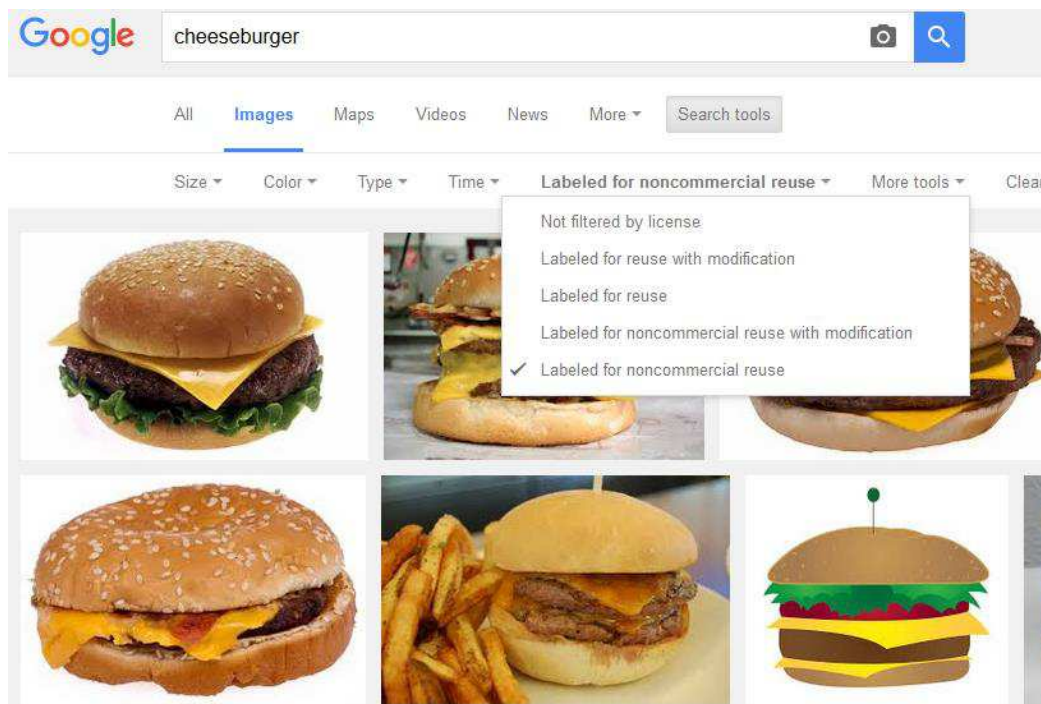 Google cheeseburger
All Images Maps Videos News More Search tools
Size Color Type Time Labeled for noncommercial reuse More tools Clear
Not filtered by license
Labeled for reuse with modification
Labeled for reuse
Labeled for noncommercial reuse with modification
Labeled for noncommercial reuse